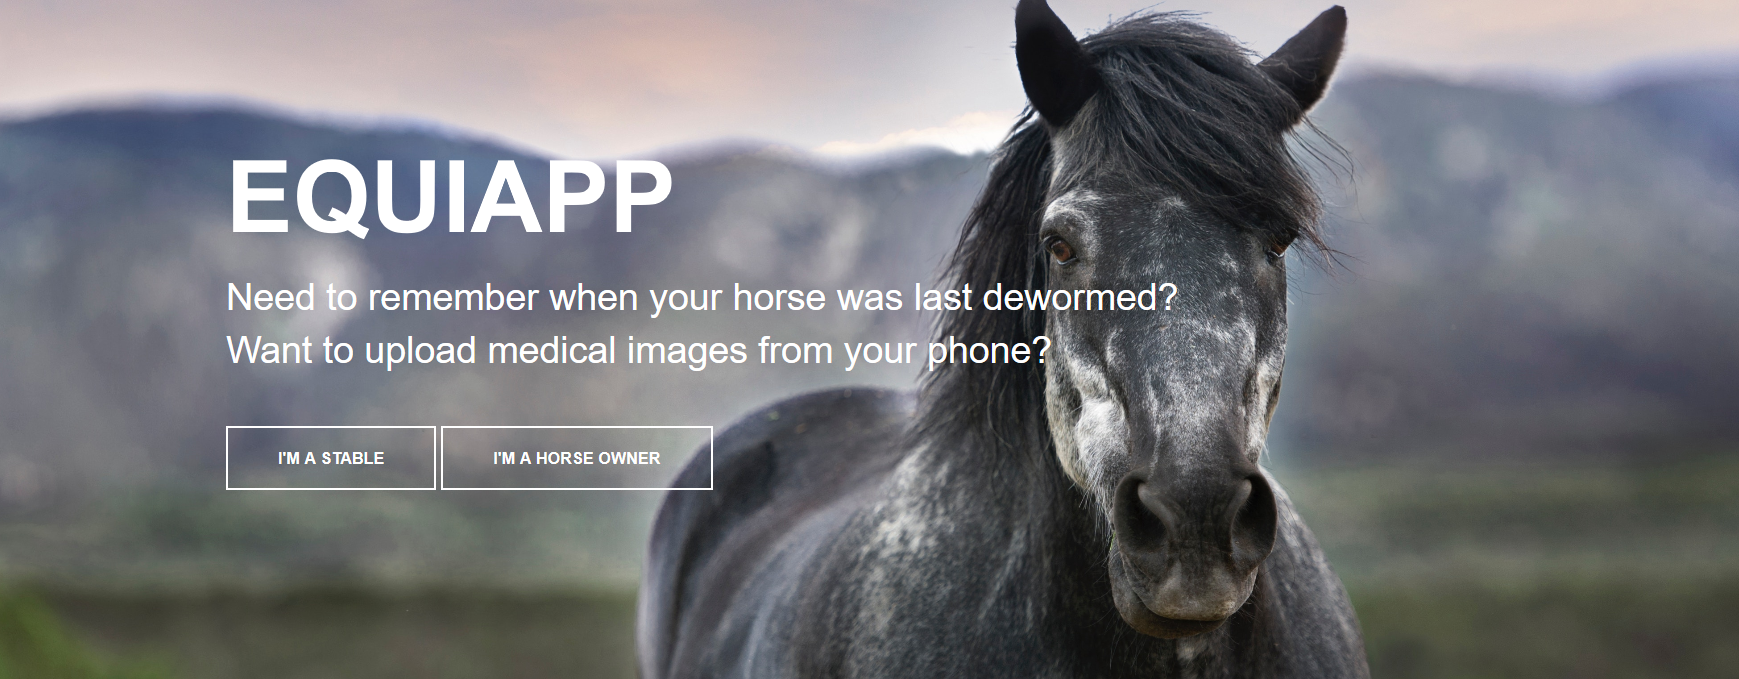 EQUIAPP
Need to remember when your horse was last dewormed?
Want to upload medical images from your phone?
I'M A STABLE
I'M A HORSE OWNER